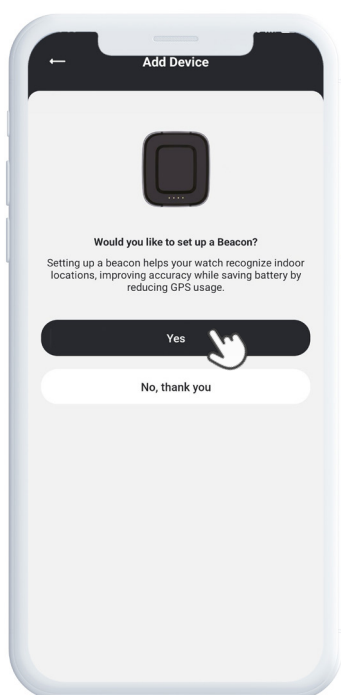 Add Device
Would you like to set up a Beacon?
Setting up a beacon helps your watch recognize indoor
locations, improving accuracy while saving battery by
reducing GPS usage.
Yes
No, thank you